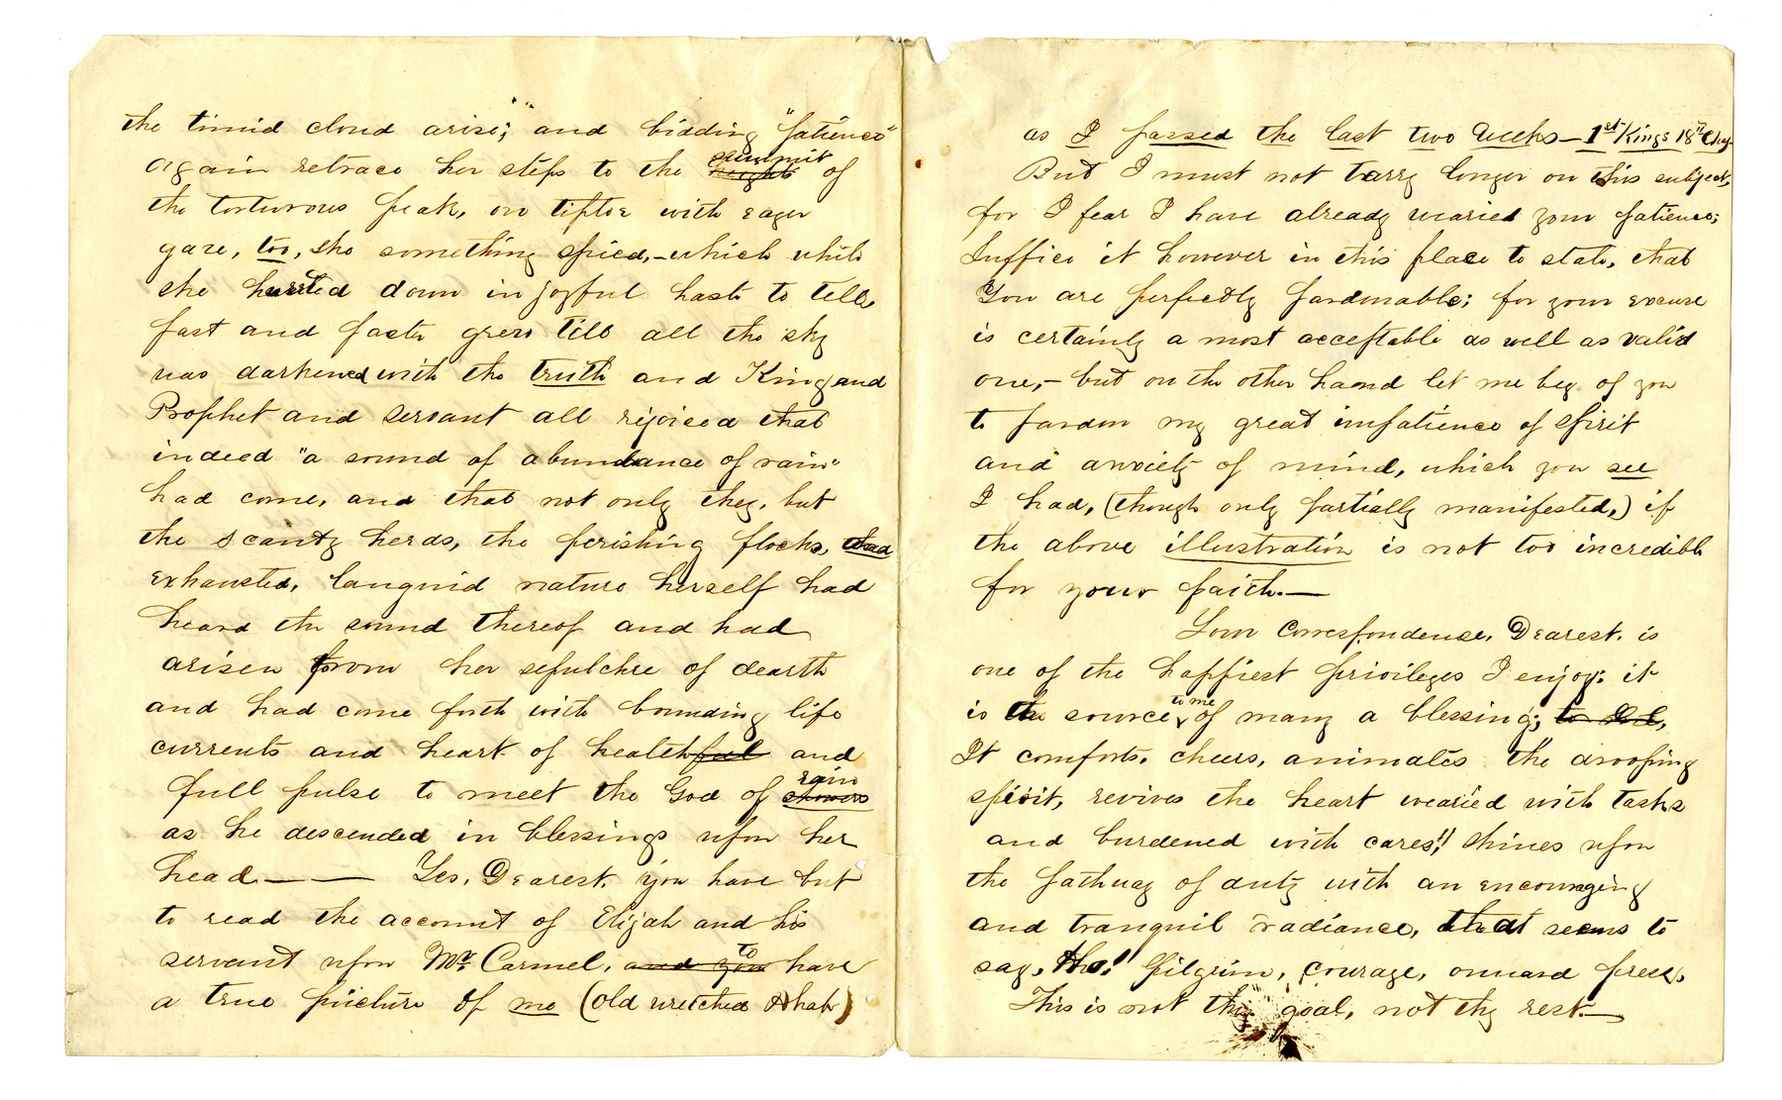 the timid cloud arise; and bidding "patience"
again retrace her steps to the summit heights of
the torturous peak, on tiptoe with eager
gaze, too, she something spied,–which while
she hurried down in joyful haste to tell,
fast and faster grew till all the sky
was darkened with the truth and King and
Prophet and servant all rejoiced that
indeed "a sound of abundance of rain"
had come, and that not only they, but
the scanty herds, the perishing flocks, that
exhausted, languid nature herself had
heard the sound thereof and had
arisen from her sepulchre of dearth
and had come forth with bounding life
currents and heart of healthful and
full pulse to meet the God of rain showers
as he descended in blessings upon her
head.— — Yes, Dearest, you have but
to read the account of Elijah and his
servant upon Mt. Carmel, and you to have
a true picture of me (old wretched Ahab)
as I passed the last two weeks–1st Kings 18th Chap.
But I must not tarry longer on this subject,
for I fear I have already wearied your patience;
Suffice it however in this place to state, that
You are perfectly pardonable; for your excuse
is certainly a most acceptable as well as valid
one,– but on the other hand let me beg of you
to pardon my great impatience of spirit
and anxiety of mind, which you see
I had, (though only partially manifested,) if
the above illustration is not too incredible
for your faith.—
Your Correspondence, Dearest, is
one of the happiest privileges I enjoy: it
is the source to me of many a blessing;
It comforts, cheers, animates the drooping
spirit, revives the heart wearied with tasks
and burdened with cares!! Shines upon
the pathway of duty with an encouraging
and tranquil radiance, that seems to
say, Ho! Pilgrim, courage, onward press,
This is not thy goal, not thy rest.—